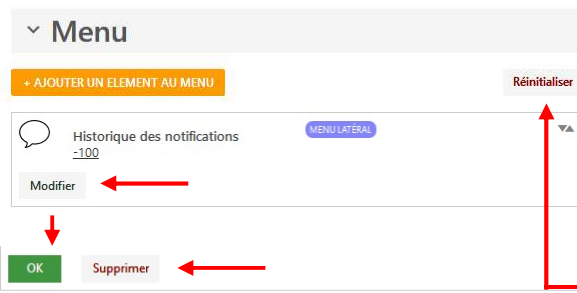 Menu
+ AJOUTER UN ELEMENT AU MENU
Réinitialiser
Historique des notifications
MENU LATÉRAL
-100
Modifier
OK
Supprimer